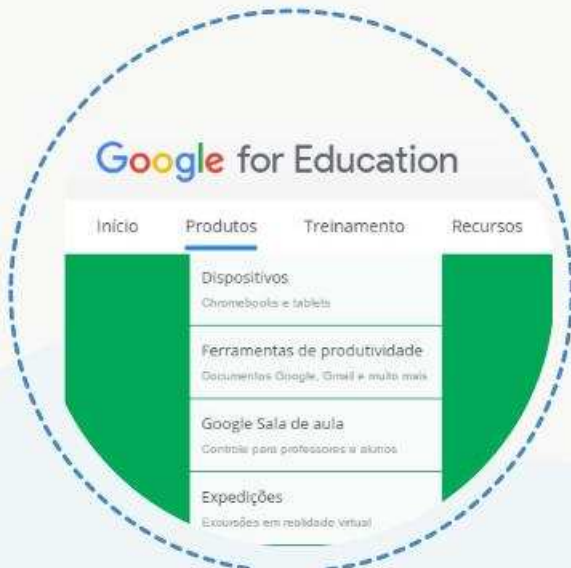 Google for Education
Início Produtos Treinamento Recursos
Dispositivos
Chromebooks e tablets
Ferramentas de produtividade
Documentos Google, Gmail e muito mais
Google Sala de aula
Controle para professores e alunos
Expedições
Excursões em realidade virtual